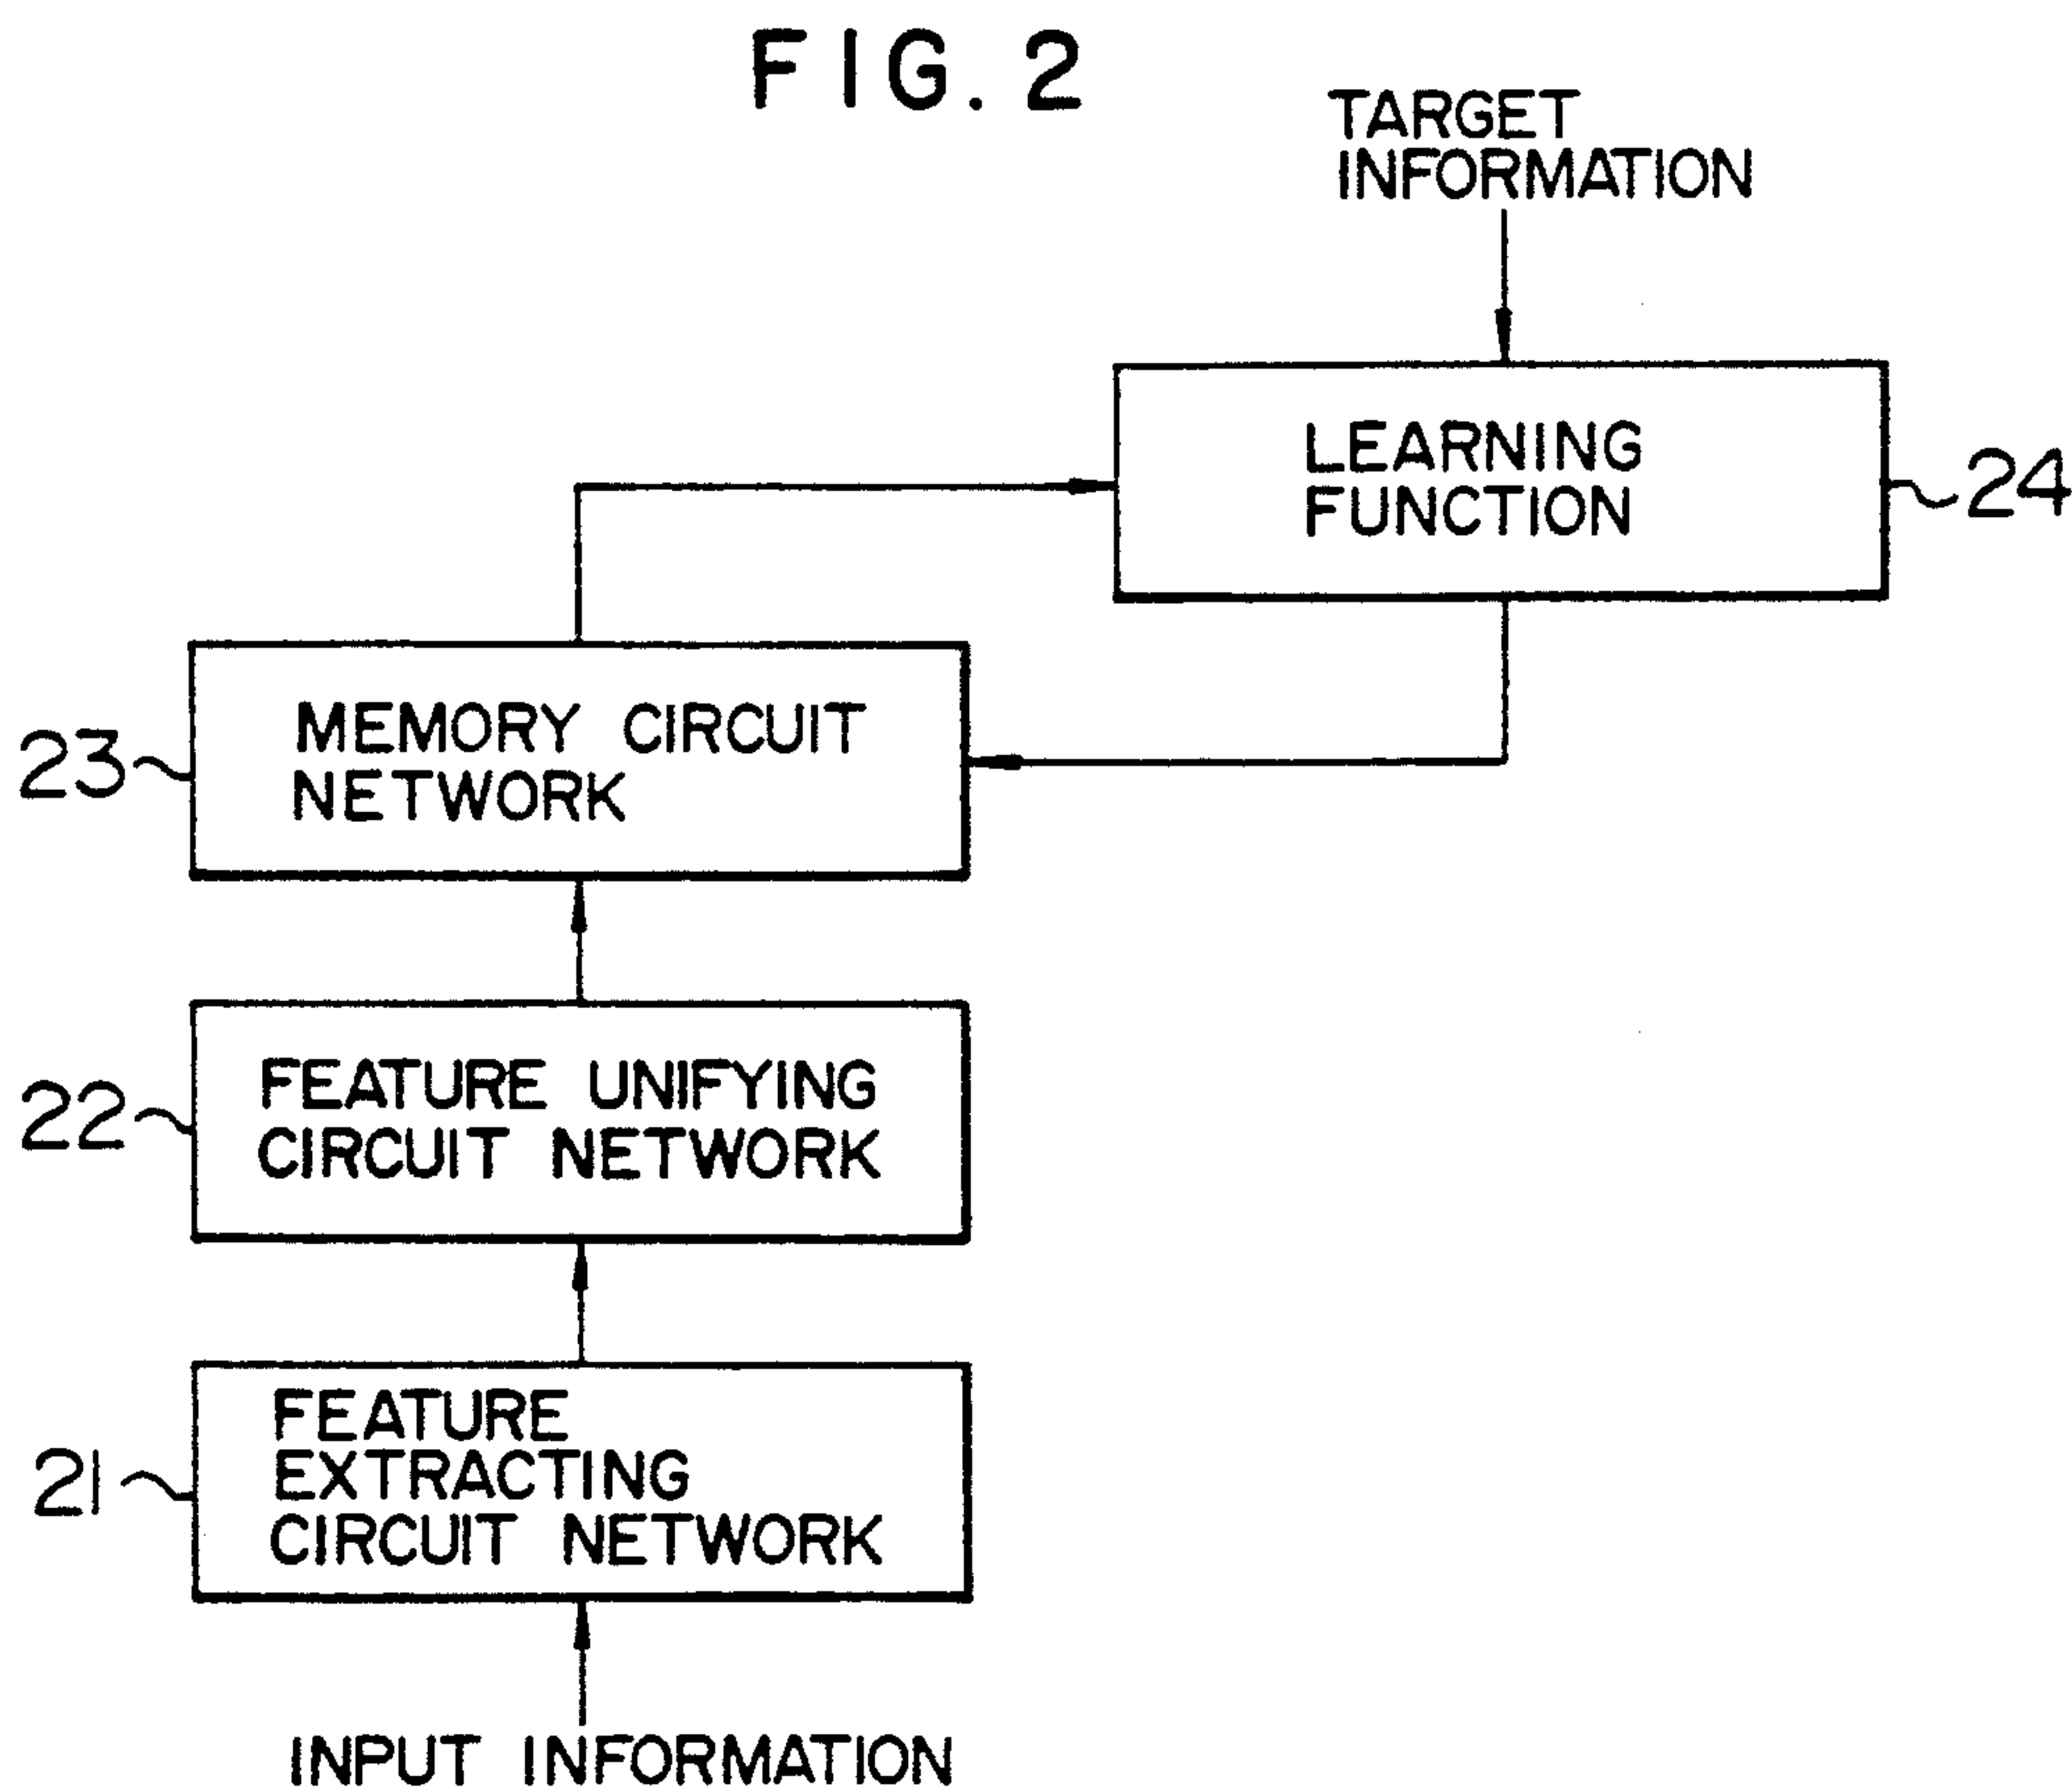 FIG. 2
TARGET
INFORMATION
LEARNING
FUNCTION
24
MEMORY CIRCUIT
NETWORK
23
FEATURE UNIFYING
CIRCUIT NETWORK
22
FEATURE
EXTRACTING
CIRCUIT NETWORK
21
INPUT INFORMATION